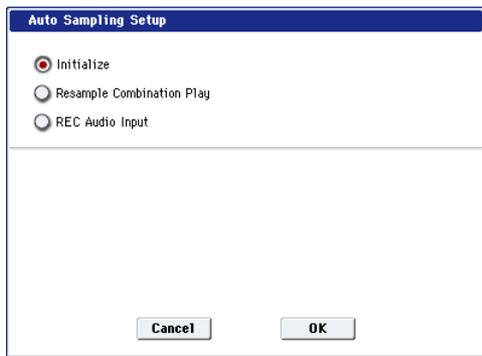 Auto Sampling Setup
Initialize
Resample Combination Play
REC Audio Input
Cancel OK